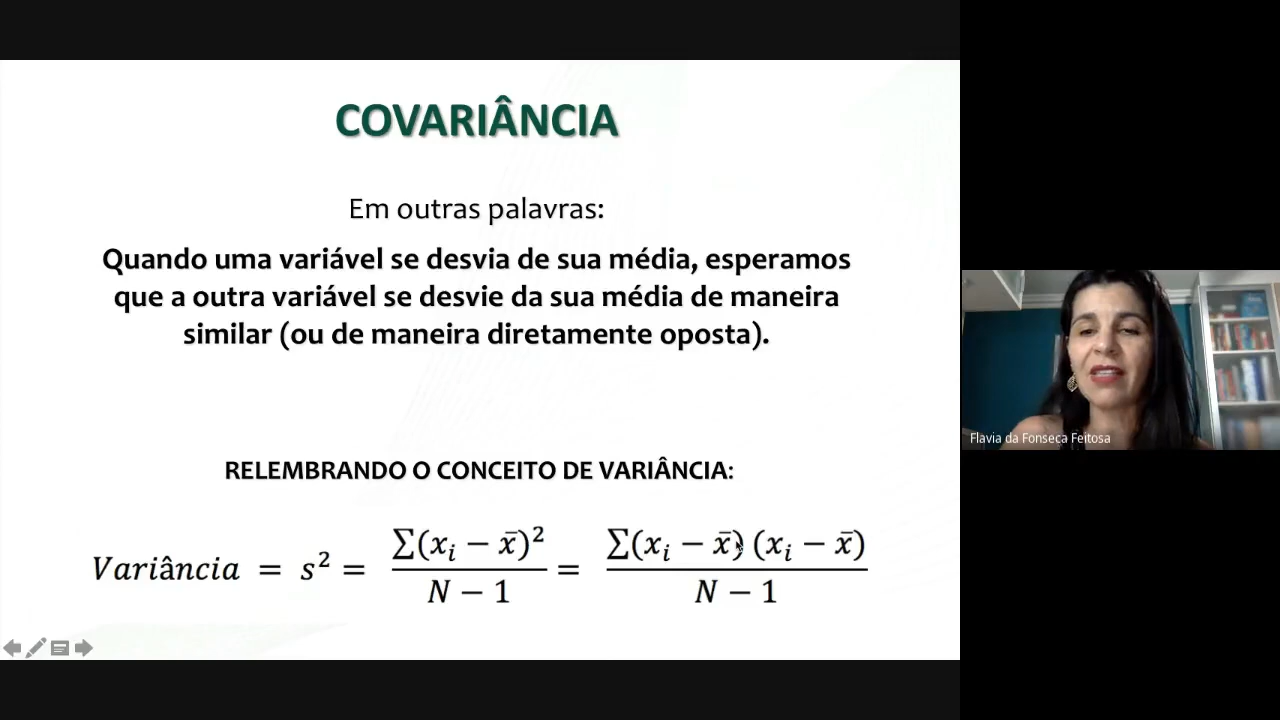 COVARIÂNCIA
Em outras palavras:
Quando uma variável se desvia de sua média, esperamos
que a outra variável se desvie da sua média de maneira
similar (ou de maneira diretamente oposta).
RELEMBRANDO O CONCEITO DE VARIÂNCIA:
Variância = s² = ∑(xᵢ − x̄)² / N − 1 = ∑(xᵢ − x̄)(xᵢ − x̄) / N − 1
Flavia da Fonseca Feitosa